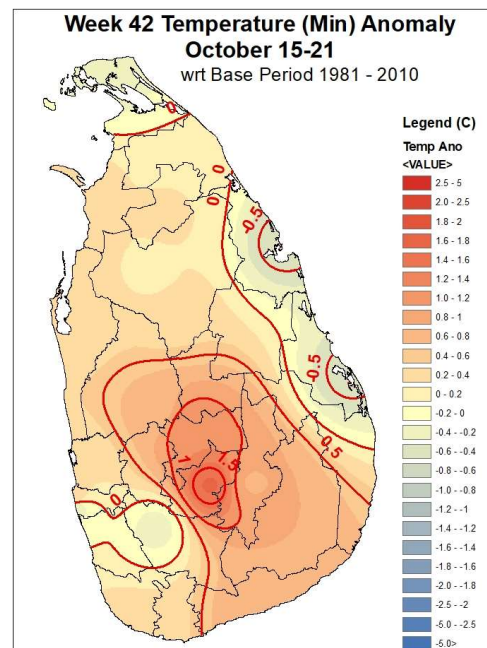 Week 42 Temperature (Min) Anomaly
October 15-21
wrt Base Period 1981 - 2010
Legend (C)
Temp Ano
<VALUE>
2.5 - 5
2.0 - 2.5
1.8 - 2
1.6 - 1.8
1.4 - 1.6
1.2 - 1.4
1.0 - 1.2
0.8 - 1
0.6 - 0.8
0.4 - 0.6
0.2 - 0.4
0 - 0.2
-0.2 - 0
-0.4 - -0.2
-0.6 - -0.4
-0.8 - -0.6
-1.0 - -0.8
-1.2 - -1
-1.4 - -1.2
-1.6 - -1.4
-1.8 - -1.6
-2.0 - -1.8
-2.5 - -2
-5.0 - -2.5
-5.0>
0
0
0
-0.5
-0.5
0.5
1
1.5
0